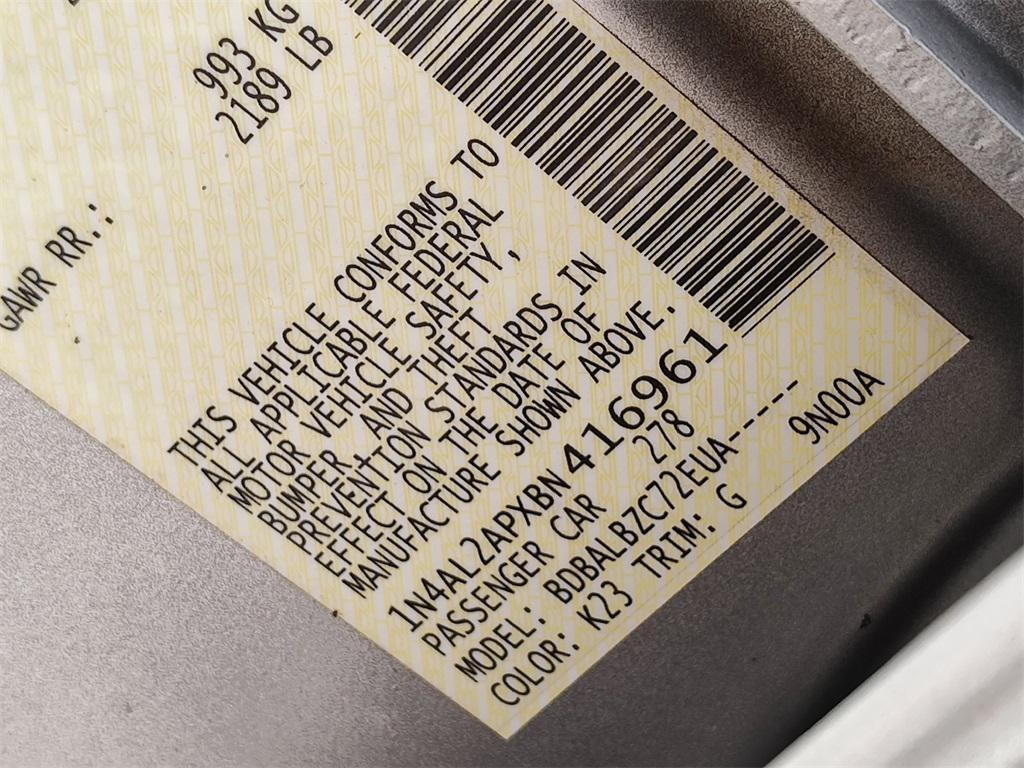 GAWR RR.: 993 KG
2189 LB
THIS VEHICLE CONFORMS TO
ALL APPLICABLE FEDERAL
MOTOR VEHICLE SAFETY,
BUMPER, AND THEFT
PREVENTION STANDARDS IN
EFFECT ON THE DATE OF
MANUFACTURE SHOWN ABOVE.
1N4AL2APXBN416961
PASSENGER CAR 278
MODEL: BDBALBZC72EUA-----
COLOR: K23 TRIM: G 9N00A